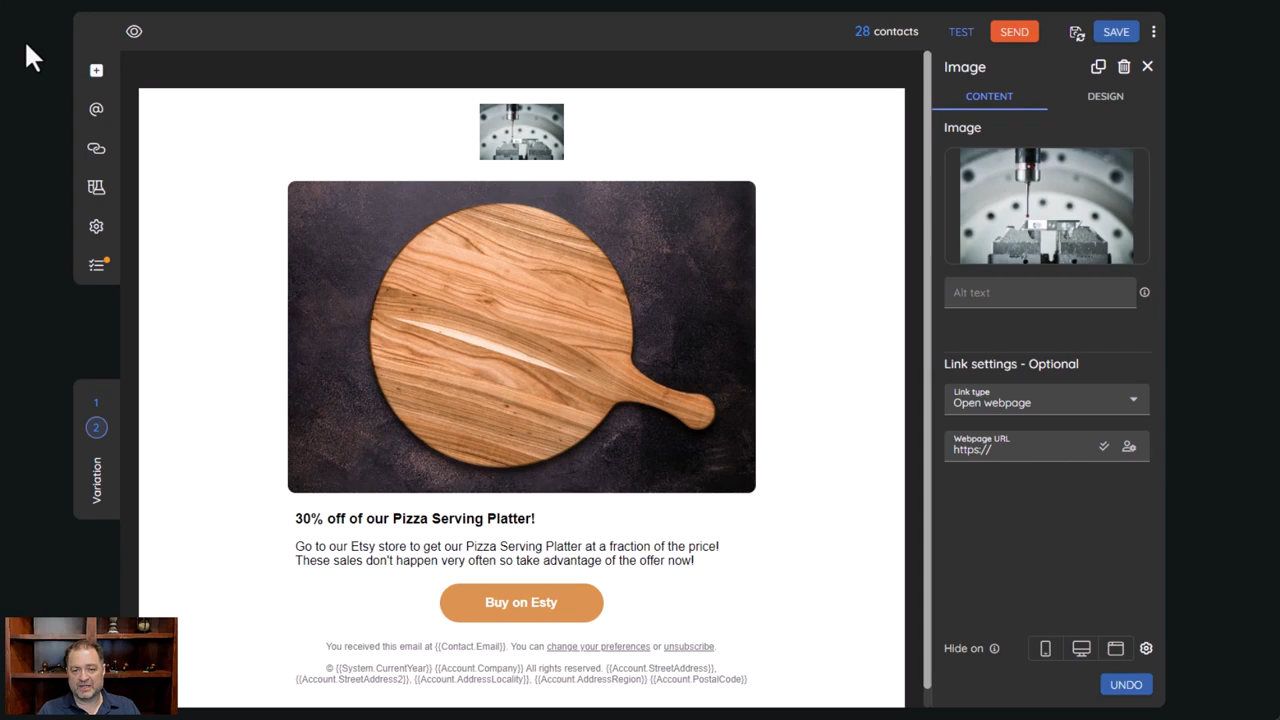 28 contacts
TEST
SEND
SAVE
Image
CONTENT
DESIGN
Image
Alt text
Link settings - Optional
Link type
Open webpage
Webpage URL
https://
1
2
Variation
30% off of our Pizza Serving Platter!
Go to our Etsy store to get our Pizza Serving Platter at a fraction of the price!
These sales don't happen very often so take advantage of the offer now!
Buy on Esty
You received this email at {{Contact.Email}}. You can change your preferences or unsubscribe.
© {{System.CurrentYear}} {{Account.Company}} All rights reserved. {{Account.StreetAddress}},
{{Account.StreetAddress2}}, {{Account.AddressLocality}}, {{Account.AddressRegion}} {{Account.PostalCode}}
Hide on
UNDO